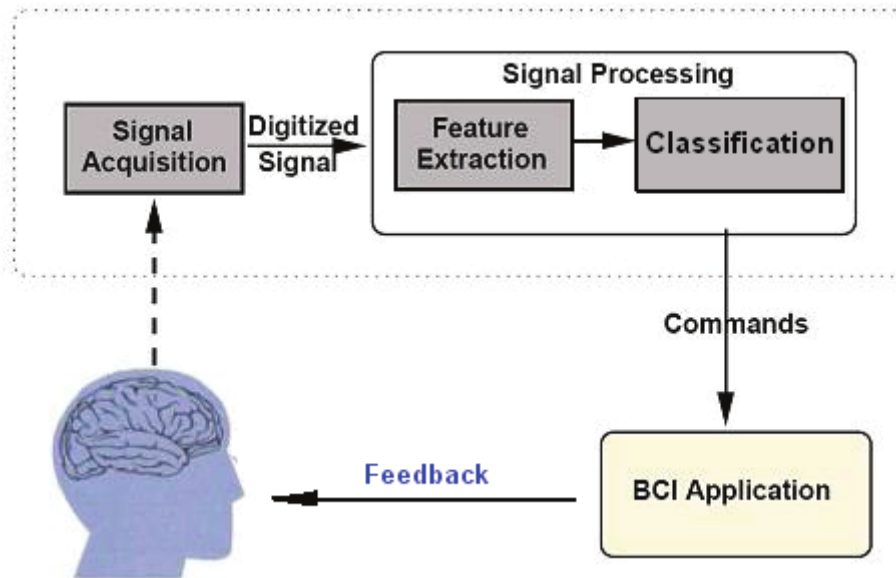 Signal Processing
Signal
Acquisition
Digitized
Signal
Feature
Extraction
Classification
Commands
Feedback
BCI Application